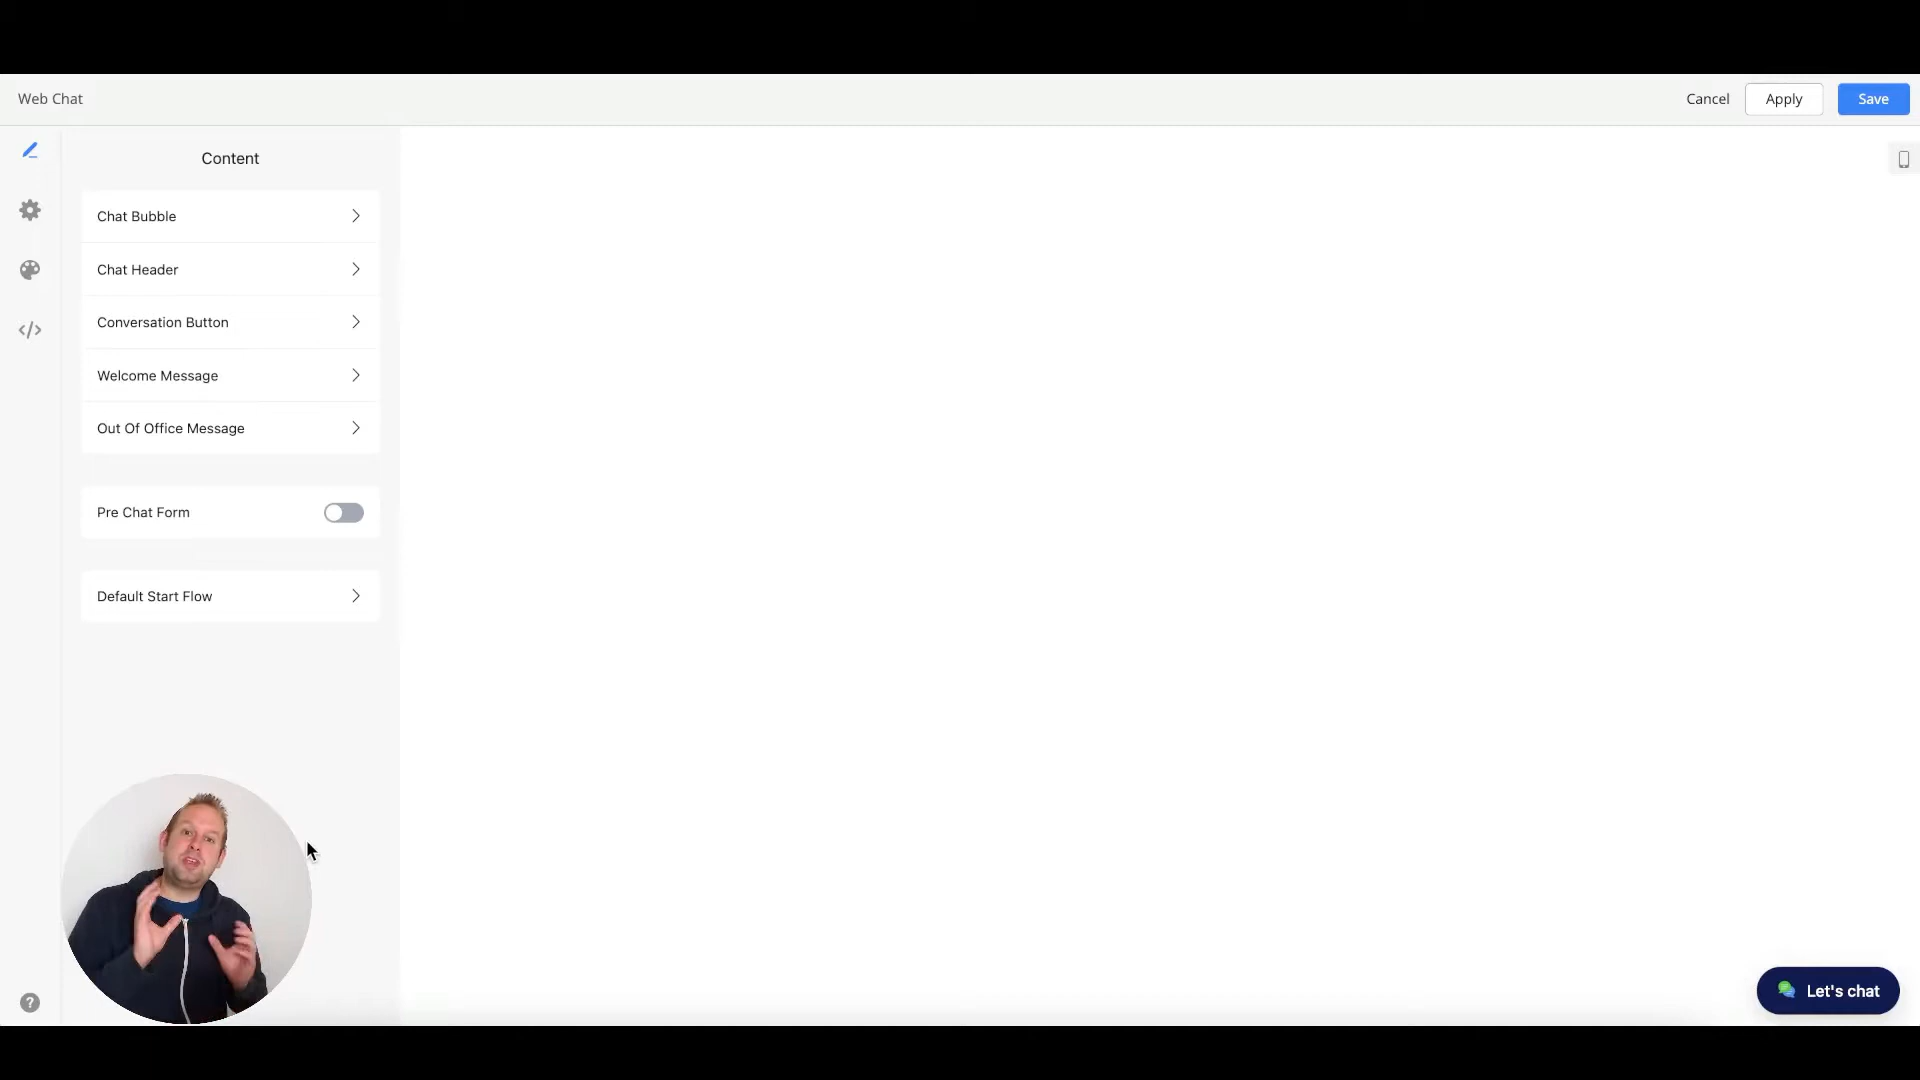 Web Chat
Cancel
Apply
Save
Content
Chat Bubble
Chat Header
Conversation Button
Welcome Message
Out Of Office Message
Pre Chat Form
Default Start Flow
?
Let's chat